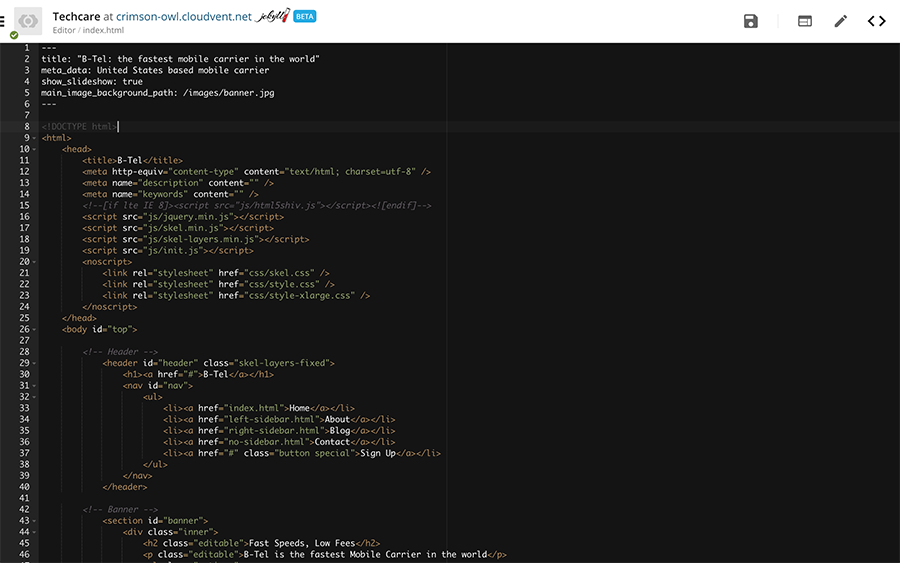 Techcare at crimson-owl.cloudvent.net jekyll BETA
Editor / index.html
1 ---
2 title: "B-Tel: the fastest mobile carrier in the world"
3 meta_data: United States based mobile carrier
4 show_slideshow: true
5 main_image_background_path: /images/banner.jpg
6 ---
7
8 <!DOCTYPE html>
9 <html>
10 <head>
11 <title>B-Tel</title>
12 <meta http-equiv="content-type" content="text/html; charset=utf-8" />
13 <meta name="description" content="" />
14 <meta name="keywords" content="" />
15 <!--[if lte IE 8]><script src="js/html5shiv.js"></script><![endif]-->
16 <script src="js/jquery.min.js"></script>
17 <script src="js/skel.min.js"></script>
18 <script src="js/skel-layers.min.js"></script>
19 <script src="js/init.js"></script>
20 <noscript>
21 <link rel="stylesheet" href="css/skel.css" />
22 <link rel="stylesheet" href="css/style.css" />
23 <link rel="stylesheet" href="css/style-xlarge.css" />
24 </noscript>
25 </head>
26 <body id="top">
27
28 <!-- Header -->
29 <header id="header" class="skel-layers-fixed">
30 <h1><a href="#">B-Tel</a></h1>
31 <nav id="nav">
32 <ul>
33 <li><a href="index.html">Home</a></li>
34 <li><a href="left-sidebar.html">About</a></li>
35 <li><a href="right-sidebar.html">Blog</a></li>
36 <li><a href="no-sidebar.html">Contact</a></li>
37 <li><a href="#" class="button special">Sign Up</a></li>
38 </ul>
39 </nav>
40 </header>
41
42 <!-- Banner -->
43 <section id="banner">
44 <div class="inner">
45 <h2 class="editable">Fast Speeds, Low Fees</h2>
46 <p class="editable">B-Tel is the fastest Mobile Carrier in the world</p>